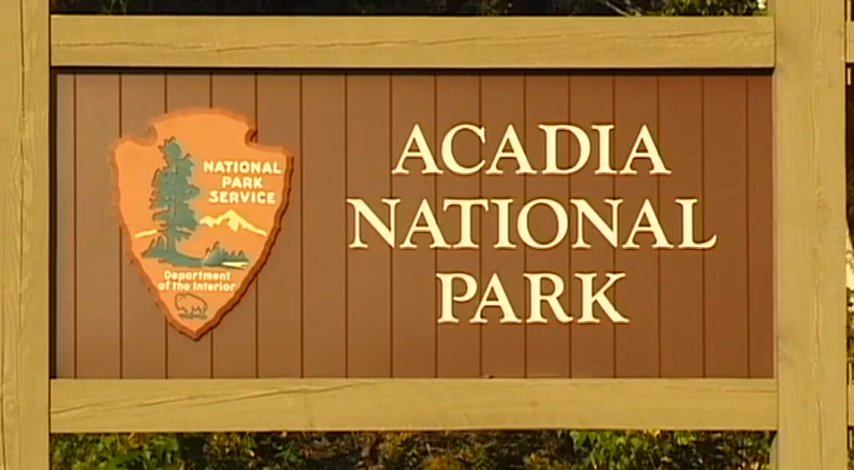 NATIONAL
PARK
SERVICE
Department
of the Interior
ACADIA
NATIONAL
PARK